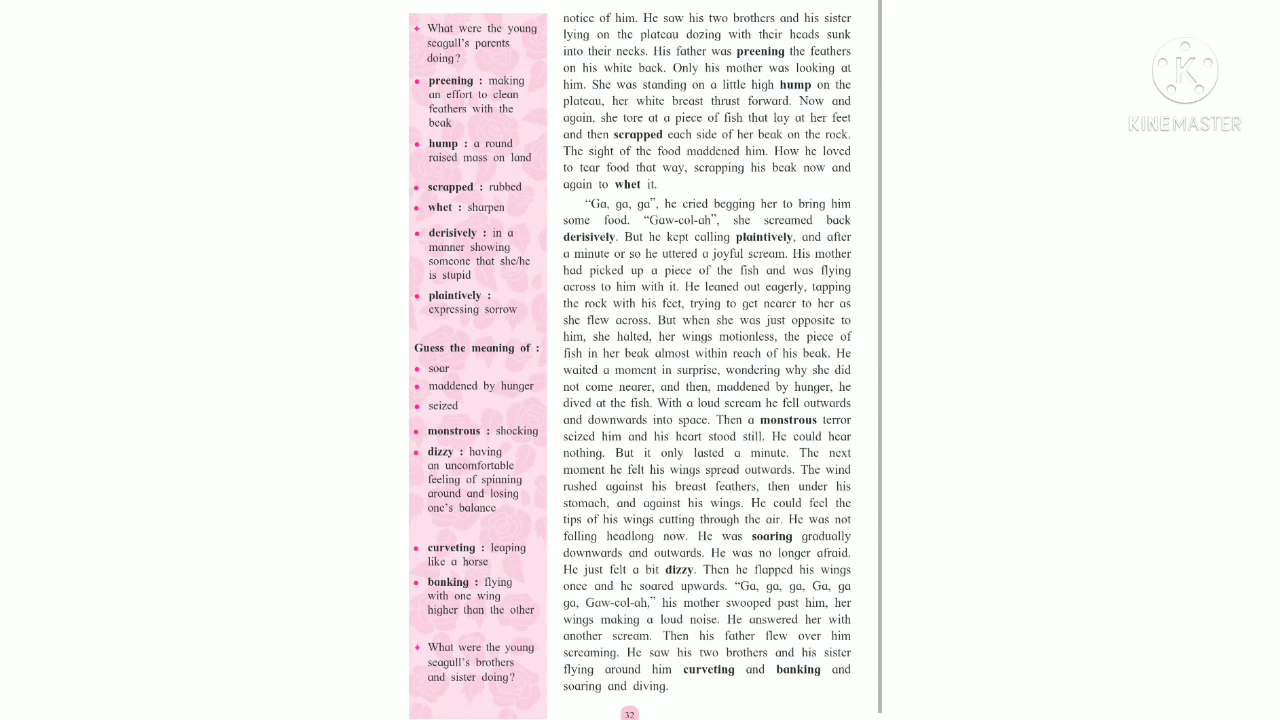 ✦ What were the young
seagull's parents
doing?
• preening : making
an effort to clean
feathers with the
beak
• hump : a round
raised mass on land
• scrapped : rubbed
• whet : sharpen
• derisively : in a
manner showing
someone that she/he
is stupid
• plaintively :
expressing sorrow
Guess the meaning of :
• soar
• maddened by hunger
• seized
• monstrous : shocking
• dizzy : having
an uncomfortable
feeling of spinning
around and losing
one's balance
• curveting : leaping
like a horse
• banking : flying
with one wing
higher than the other
✦ What were the young
seagull's brothers
and sister doing?
notice of him. He saw his two brothers and his sister
lying on the plateau dozing with their heads sunk
into their necks. His father was preening the feathers
on his white back. Only his mother was looking at
him. She was standing on a little high hump on the
plateau, her white breast thrust forward. Now and
again, she tore at a piece of fish that lay at her feet
and then scrapped each side of her beak on the rock.
The sight of the food maddened him. How he loved
to tear food that way, scrapping his beak now and
again to whet it.
"Ga, ga, ga", he cried begging her to bring him
some food. "Gaw-col-ah", she screamed back
derisively. But he kept calling plaintively, and after
a minute or so he uttered a joyful scream. His mother
had picked up a piece of the fish and was flying
across to him with it. He leaned out eagerly, tapping
the rock with his feet, trying to get nearer to her as
she flew across. But when she was just opposite to
him, she halted, her wings motionless, the piece of
fish in her beak almost within reach of his beak. He
waited a moment in surprise, wondering why she did
not come nearer, and then, maddened by hunger, he
dived at the fish. With a loud scream he fell outwards
and downwards into space. Then a monstrous terror
seized him and his heart stood still. He could hear
nothing. But it only lasted a minute. The next
moment he felt his wings spread outwards. The wind
rushed against his breast feathers, then under his
stomach, and against his wings. He could feel the
tips of his wings cutting through the air. He was not
falling headlong now. He was soaring gradually
downwards and outwards. He was no longer afraid.
He just felt a bit dizzy. Then he flapped his wings
once and he soared upwards. "Ga, ga, ga, Ga, ga
ga, Gaw-col-ah," his mother swooped past him, her
wings making a loud noise. He answered her with
another scream. Then his father flew over him
screaming. He saw his two brothers and his sister
flying around him curveting and banking and
soaring and diving.
32
K
KINEMASTER